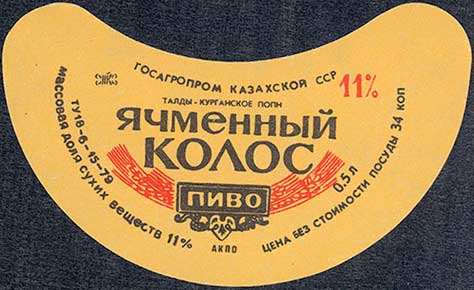 ГОСАГРОПРОМ КАЗАХСКОЙ ССР
11%
ТАЛДЫ-КУРГАНСКОЕ ПОПН
ЯЧМЕННЫЙ
КОЛОС
ПИВО
АКПО
ТУ18-6-15-79
МАССОВАЯ ДОЛЯ СУХИХ ВЕЩЕСТВ 11%
0.5 Л
ЦЕНА БЕЗ СТОИМОСТИ ПОСУДЫ 34 КОП